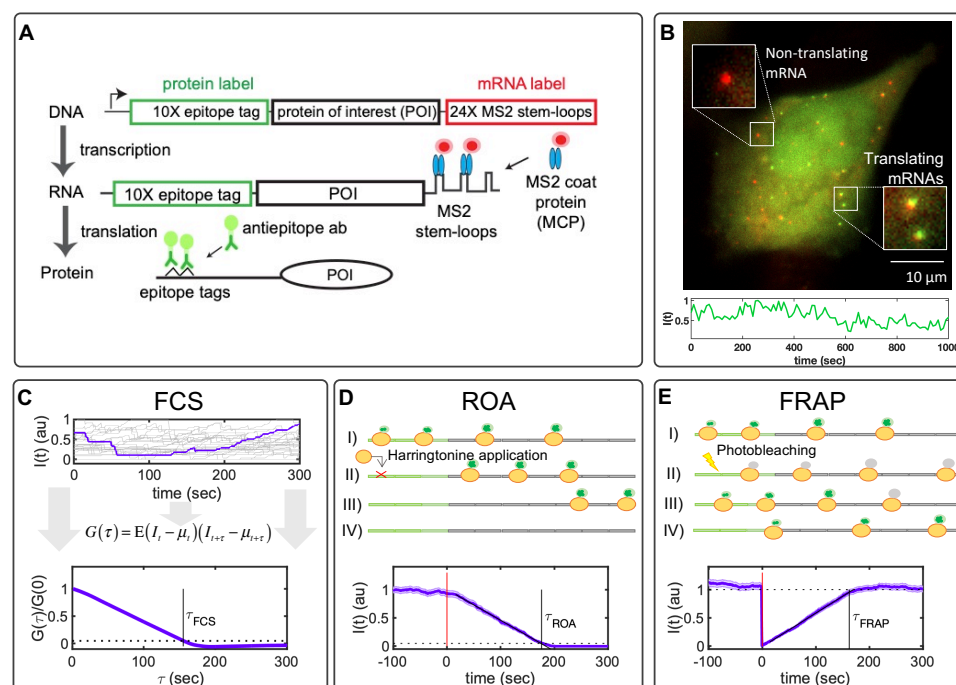 A
protein label
mRNA label
DNA
10X epitope tag
protein of interest (POI)
24X MS2 stem-loops
transcription
RNA
10X epitope tag
POI
MS2
stem-loops
MS2 coat
protein
(MCP)
translation
antiepitope ab
Protein
POI
epitope tags
B
Non-translating
mRNA
Translating
mRNAs
10 μm
I(t)
1
0.5
0 200 400 600 800 1000
time (sec)
C FCS
I(t) (au)
1
0.5
0
0 100 200 300
time (sec)
G(τ) = E(I_t − μ_t)(I_{t+τ} − μ_{t+τ})
G(τ)/G(0)
1
0.5
0
τ_FCS
0 100 200 300
τ (sec)
D ROA
I)
Harringtonine application
II)
III)
IV)
I(t) (au)
1
0.5
0
τ_ROA
-100 0 100 200 300
time (sec)
E FRAP
I)
Photobleaching
II)
III)
IV)
I(t) (au)
1
0.5
0
τ_FRAP
-100 0 100 200 300
time (sec)